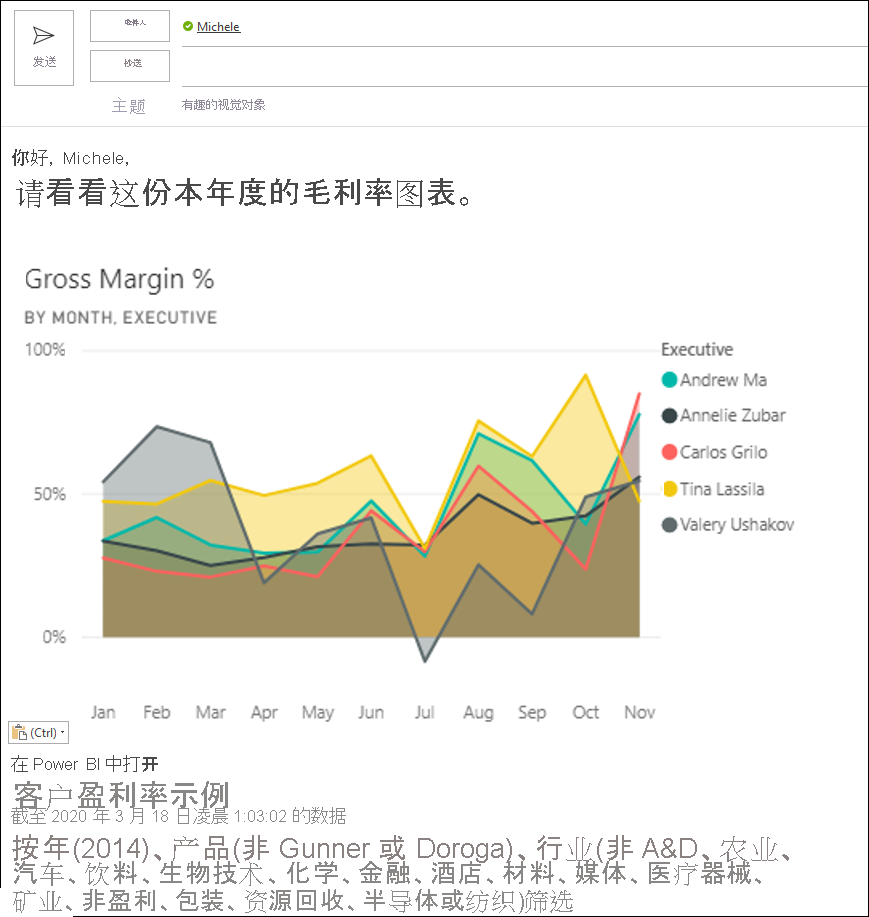 收件人
Michele
发送
抄送
主题
有趣的视觉对象
你好, Michele,
请看看这份本年度的毛利率图表。
Gross Margin %
BY MONTH, EXECUTIVE
100%
50%
0%
Executive
Andrew Ma
Annelie Zubar
Carlos Grilo
Tina Lassila
Valery Ushakov
Jan Feb Mar Apr May Jun Jul Aug Sep Oct Nov
(Ctrl)
在 Power BI 中打开
客户盈利率示例
截至 2020 年 3 月 18 日凌晨 1:03:02 的数据
按年(2014)、产品(非 Gunner 或 Doroga)、行业(非 A&D、农业、
汽车、饮料、生物技术、化学、金融、酒店、材料、媒体、医疗器械、
矿业、非盈利、包装、资源回收、半导体或纺织)筛选